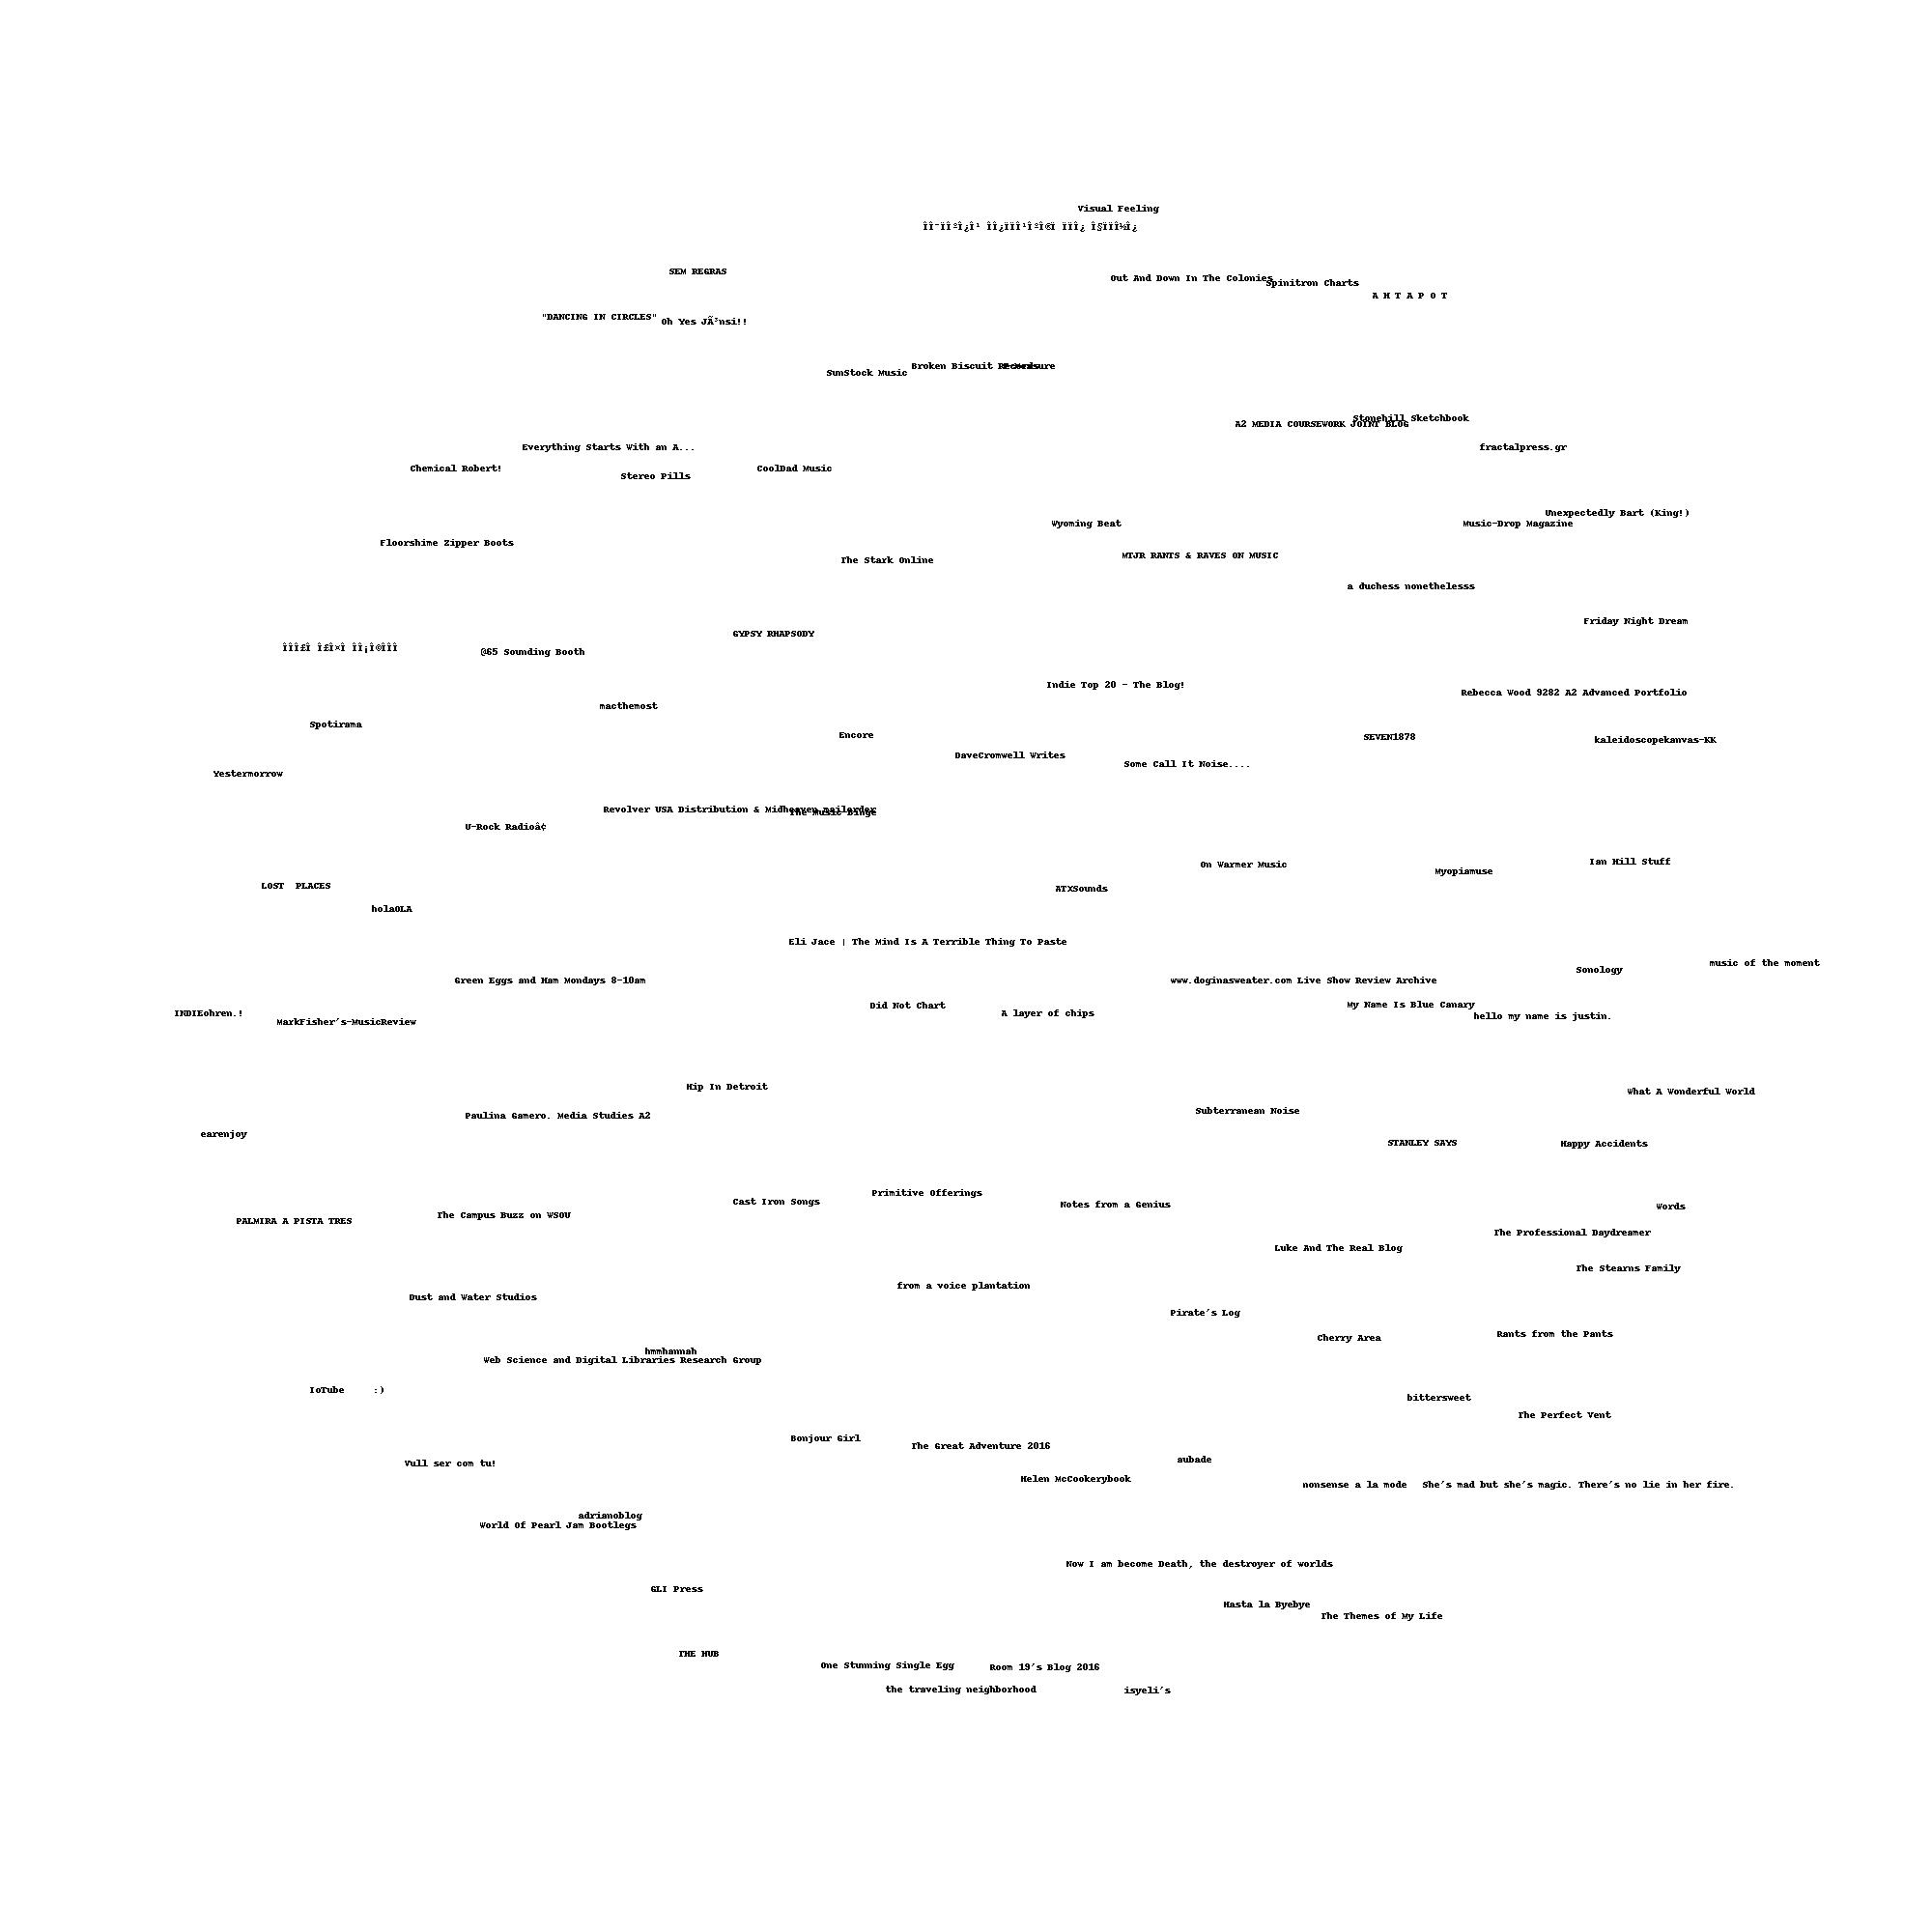 Visual Feeling
ÎÎ¨ÏÎºÎ¿Î¹ ÎÎ¿ÏÏÎ¹ÎºÎ©Ï ÏÏÎ¿ Î§ÏÏÎ½Î¿
SEM REGRAS
Out And Down In The Colonies
Spinitron Charts
A H T A P O T
"DANCING IN CIRCLES"
Oh Yes JÃ³nsi!!
Broken Biscuit Records
SunStock Music
Stonehill Sketchbook
A2 MEDIA COURSEWORK JOINT BLOG
Everything Starts With an A...
fractalpress.gr
Chemical Robert!
CoolDad Music
Stereo Pills
Unexpectedly Bart (King!)
Wyoming Beat
Music-Drop Magazine
Floorshime Zipper Boots
MTJR RANTS & RAVES ON MUSIC
The Stark Online
a duchess nonethelesss
Friday Night Dream
GYPSY RHAPSODY
ÎÎÎ£Î Î£Î×Î ÎÎ¡Î©ÎÎÎ
@65 Sounding Booth
Indie Top 20 - The Blog!
Rebecca Wood 9282 A2 Advanced Portfolio
macthemost
Spotirama
Encore
SEVEN1878
kaleidoscopekanvas-KK
DaveCromwell Writes
Some Call It Noise....
Yestermorrow
Revolver USA Distribution & Midheaven mailorder
The Music Binge
U-Rock Radioâ¢
Ian Hill Stuff
On Warmer Music
Myopiamuse
LOST  PLACES
ATXSounds
holaOLA
Eli Jace | The Mind Is A Terrible Thing To Paste
music of the moment
Sonology
Green Eggs and Ham Mondays 8-10am
www.doginasweater.com Live Show Review Archive
Did Not Chart
My Name Is Blue Canary
INDIEohren.!
A layer of chips
hello my name is justin.
MarkFisher's-MusicReview
Hip In Detroit
What A Wonderful World
Subterranean Noise
Paulina Gamero. Media Studies A2
earenjoy
STANLEY SAYS
Happy Accidents
Primitive Offerings
Cast Iron Songs
Notes from a Genius
Words
The Campus Buzz on WSOU
PALMIRA A PISTA TRES
The Professional Daydreamer
Luke And The Real Blog
The Stearns Family
from a voice plantation
Dust and Water Studios
Pirate's Log
Rants from the Pants
Cherry Area
hmmhannah
Web Science and Digital Libraries Research Group
IoTube     :)
bittersweet
The Perfect Vent
Bonjour Girl
The Great Adventure 2016
aubade
Vull ser com tu!
Helen McCookerybook
nonsense a la mode
She's mad but she's magic. There's no lie in her fire.
adrianoblog
World Of Pearl Jam Bootlegs
Now I am become Death, the destroyer of worlds
GLI Press
Hasta la Byebye
The Themes of My Life
THE HUB
One Stunning Single Egg
Room 19's Blog 2016
the traveling neighborhood
isyeli's